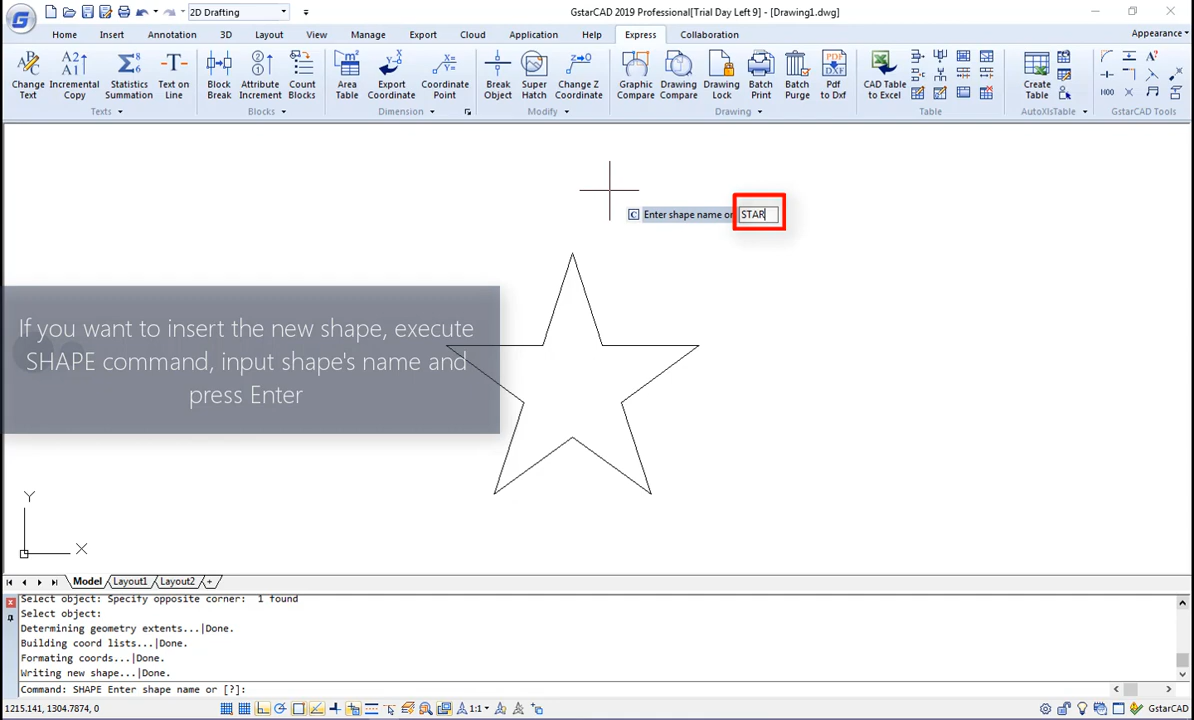 2D Drafting
GstarCAD 2019 Professional[Trial Day Left 9] - [Drawing1.dwg]
Home Insert Annotation 3D Layout View Manage Export Cloud Application Help Express Collaboration Appearance
Change Text
Incremental Copy
Statistics Summation
Text on Line
Block Break
Attribute Increment
Count Blocks
Area Table
Export Coordinate
Coordinate Point
Break Object
Super Hatch
Change Z Coordinate
Graphic Compare
Drawing Compare
Drawing Lock
Batch Print
Batch Purge
Pdf to Dxf
CAD Table to Excel
Create Table
Texts Blocks Dimension Modify Drawing Table AutoXlsTable GstarCAD Tools
Enter shape name or STAR
If you want to insert the new shape, execute
SHAPE command, input shape's name and
press Enter
Y
X
Model Layout1 Layout2 +
Select object: Specify opposite corner: 1 found
Select object:
Determining geometry extents...|Done.
Building coord lists...|Done.
Formating coords...|Done.
Writing new shape...|Done.
Command: SHAPE Enter shape name or [?]:
1215.141, 1304.7874, 0 1:1 GstarCAD